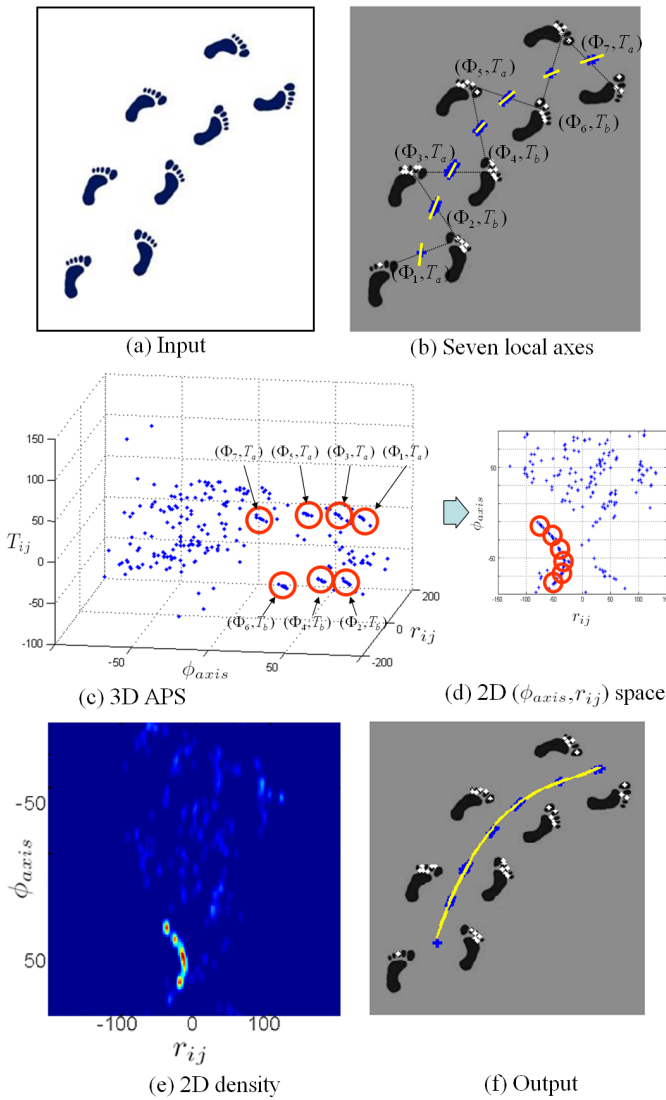 (Φ7,Ta)
(Φ5,Ta)
(Φ6,Tb)
(Φ3,Ta)
(Φ4,Tb)
(Φ2,Tb)
(Φ1,Ta)
(a) Input
(b) Seven local axes
150
100
50
0
-50
-100
Tij
(Φ7,Ta) (Φ5,Ta) (Φ3,Ta) (Φ1,Ta)
(Φ6,Tb) (Φ4,Tb) (Φ2,Tb)
-50
50
ϕaxis
200
0
-200
rij
ϕaxis
50
0
-50
-150 -100 -50 0 50 100 150
rij
(c) 3D APS
(d) 2D (ϕaxis,rij) space
-50
50
ϕaxis
-100 0 100
rij
(e) 2D density
(f) Output